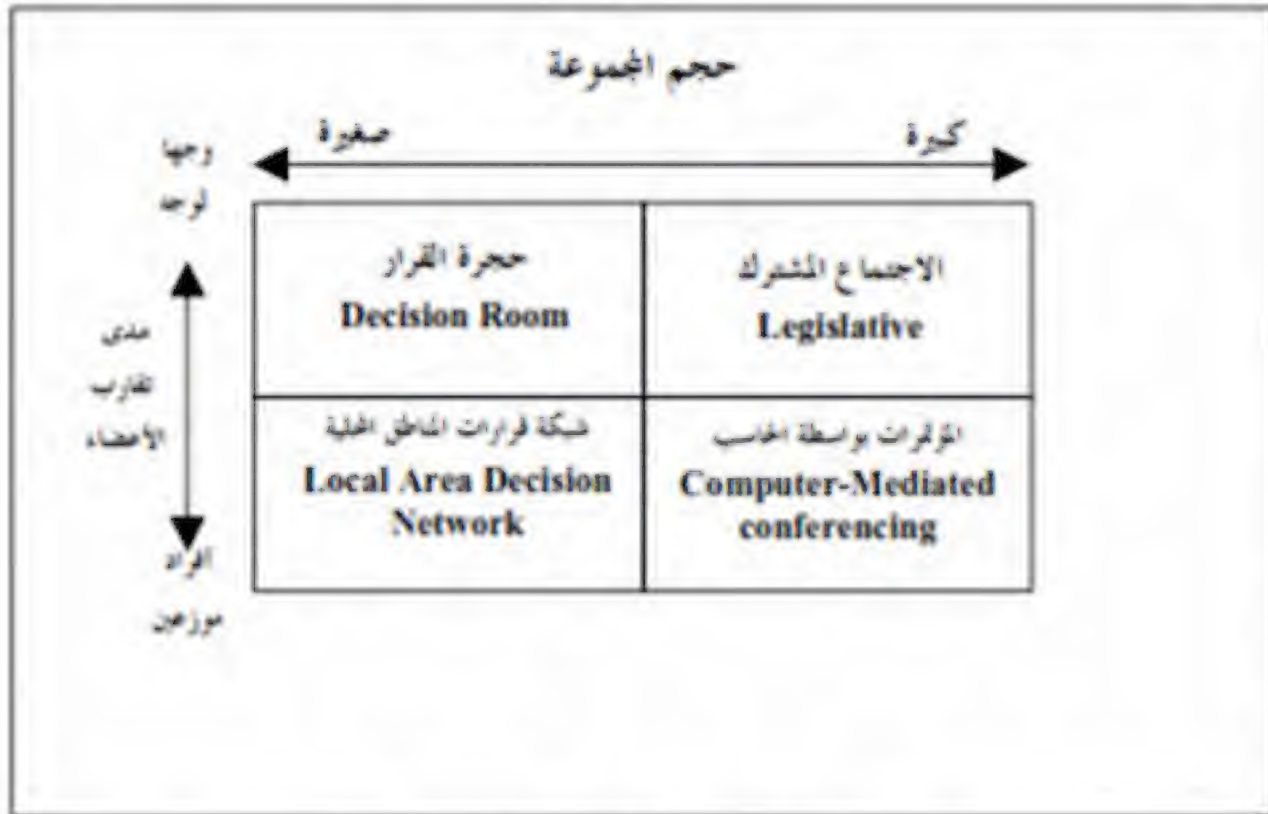 حجم المجموعة
كبيرة
صغيرة
وجها
لوجه
مدى
تقارب
الأعضاء
أفراد
موزعين
الاجتماع المشترك
Legislative
حجرة القرار
Decision Room
المؤتمرات بواسطة الحاسب
Computer-Mediated
conferencing
شبكة قرارات المناطق المحلية
Local Area Decision
Network